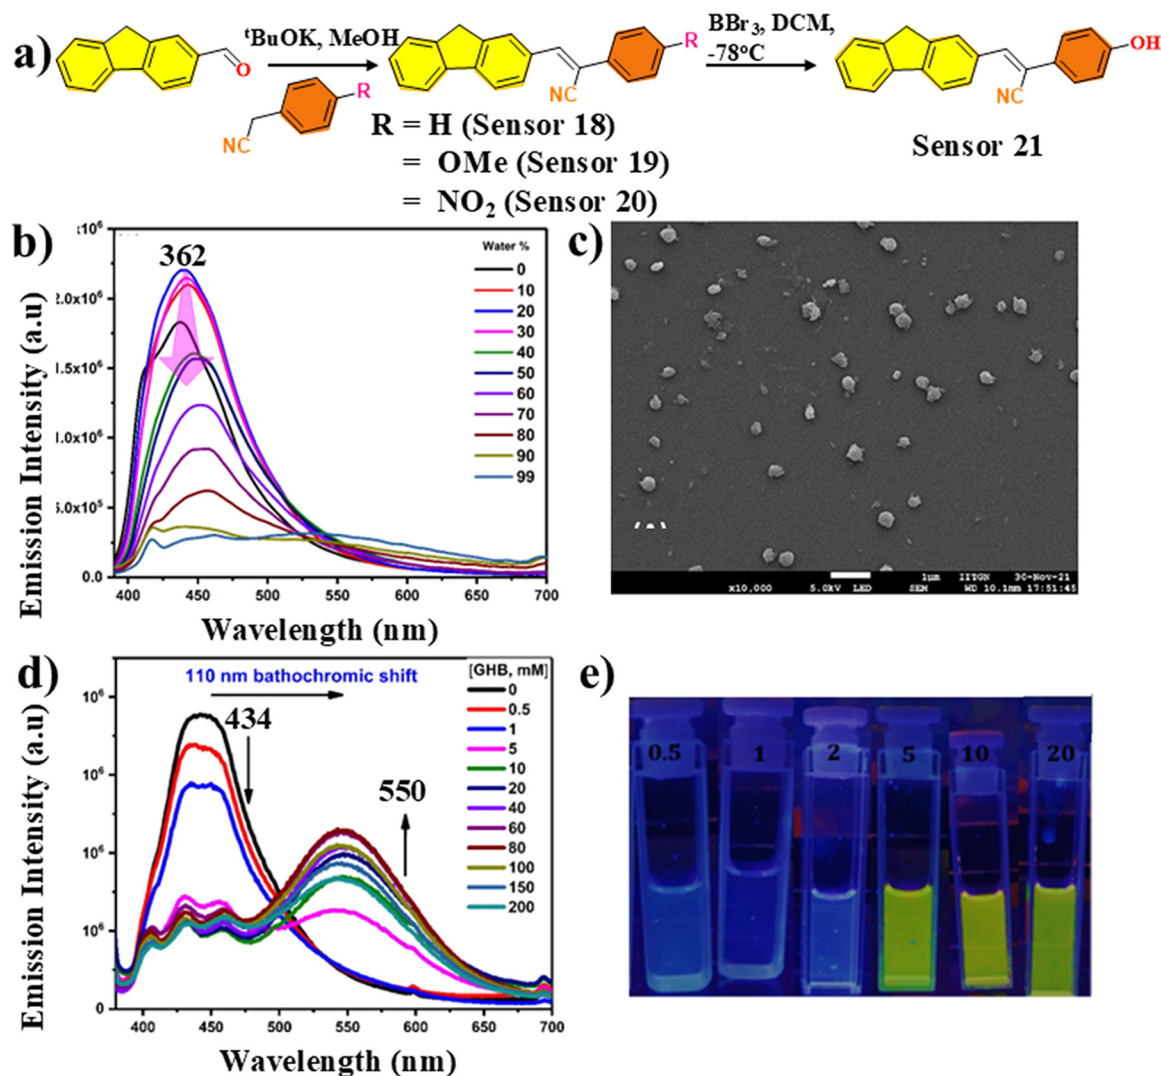 a)
O
ᵗBuOK, MeOH
NC
R
R
NC
R = H (Sensor 18)
= OMe (Sensor 19)
= NO₂ (Sensor 20)
BBr₃, DCM,
-78°C
OH
NC
Sensor 21
b)
Emission Intensity (a.u)
2.0x10⁶
1.5x10⁶
1.0x10⁶
5.0x10⁵
0.0
362
Water %
0
10
20
30
40
50
60
70
80
90
99
400 450 500 550 600 650 700
Wavelength (nm)
c)
1μm IITGN 30-Nov-21
x10,000 5.0kV LED SEM WD 10.1mm 17:51:45
d)
Emission Intensity (a.u)
10⁶
10⁶
10⁶
10⁶
0
110 nm bathochromic shift
434
550
[GHB, mM]
0
0.5
1
5
10
20
40
60
80
100
150
200
400 450 500 550 600 650 700
Wavelength (nm)
e)
0.5 1 2 5 10 20